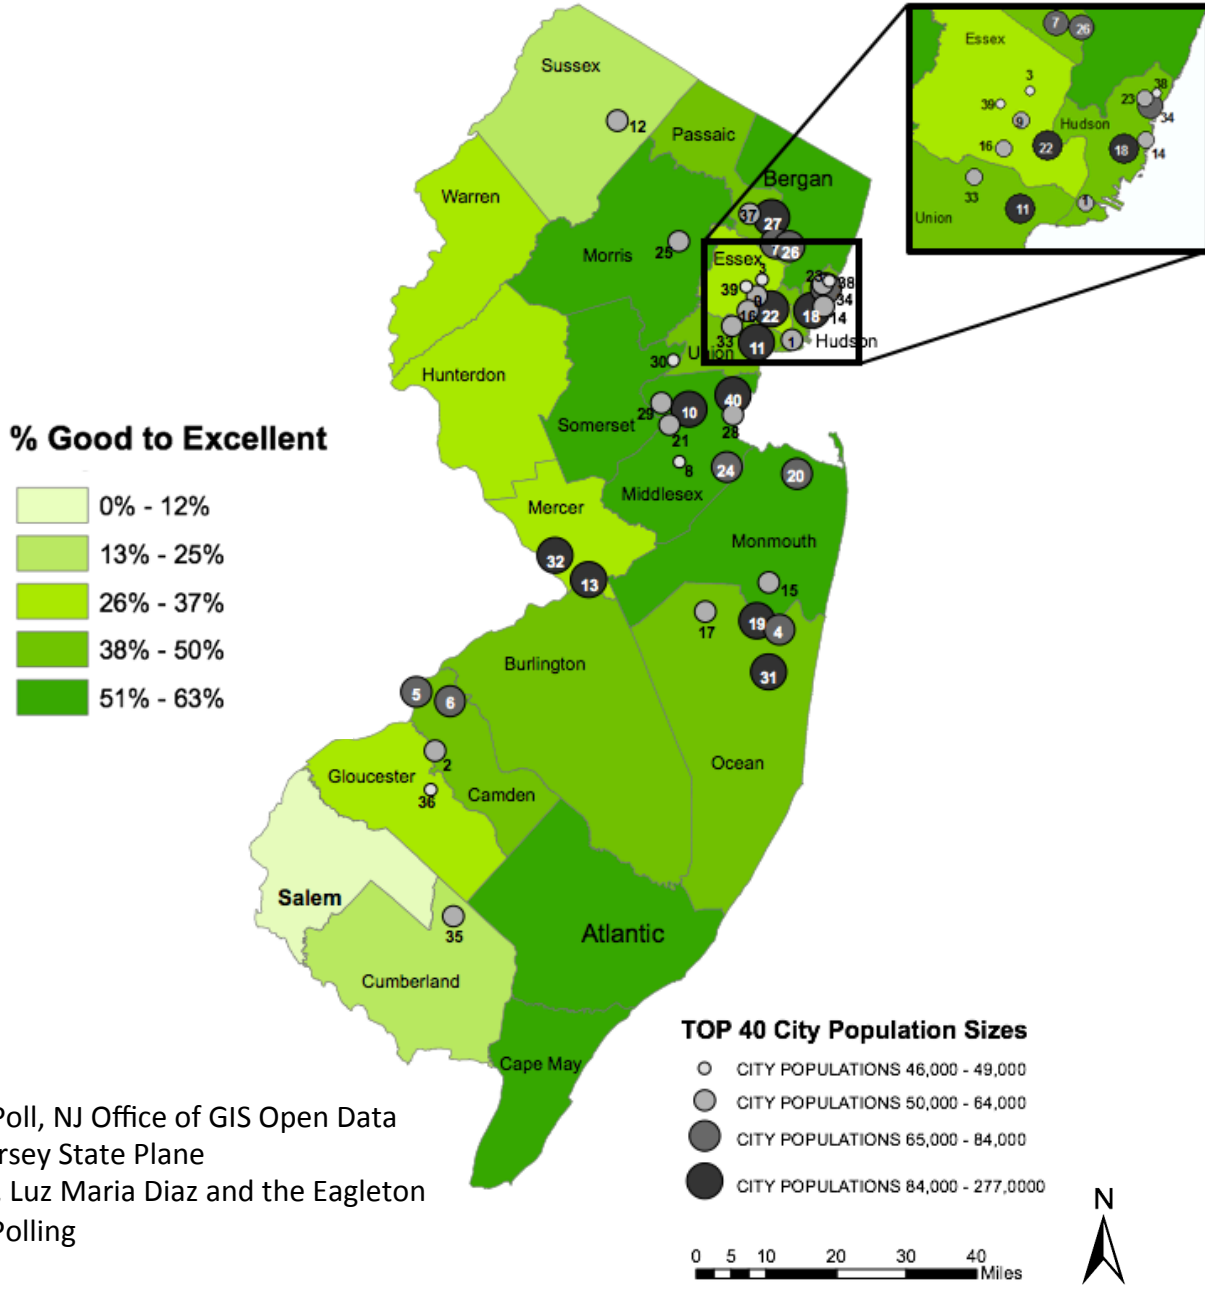 Sussex
12
Passaic
Bergan
Warren
37
27
7
26
Morris
25
Essex
3
39
9
16
22
23
38
34
18
14
33
11
1
Hudson
30
Union
Hunterdon
29
10
40
Somerset
21
28
8
24
20
Middlesex
Mercer
Monmouth
32
13
15
17
19
4
31
Burlington
5
6
2
Ocean
Gloucester
36
Camden
Salem
35
Atlantic
Cumberland
Cape May
7
26
Essex
3
38
39
23
9
34
Hudson
16
22
18
14
33
11
1
Union
% Good to Excellent
0% - 12%
13% - 25%
26% - 37%
38% - 50%
51% - 63%
TOP 40 City Population Sizes
CITY POPULATIONS 46,000 - 49,000
CITY POPULATIONS 50,000 - 64,000
CITY POPULATIONS 65,000 - 84,000
CITY POPULATIONS 84,000 - 277,0000
Poll, NJ Office of GIS Open Data
rsey State Plane
. Luz Maria Diaz and the Eagleton
Polling
N
0 5 10 20 30 40
Miles